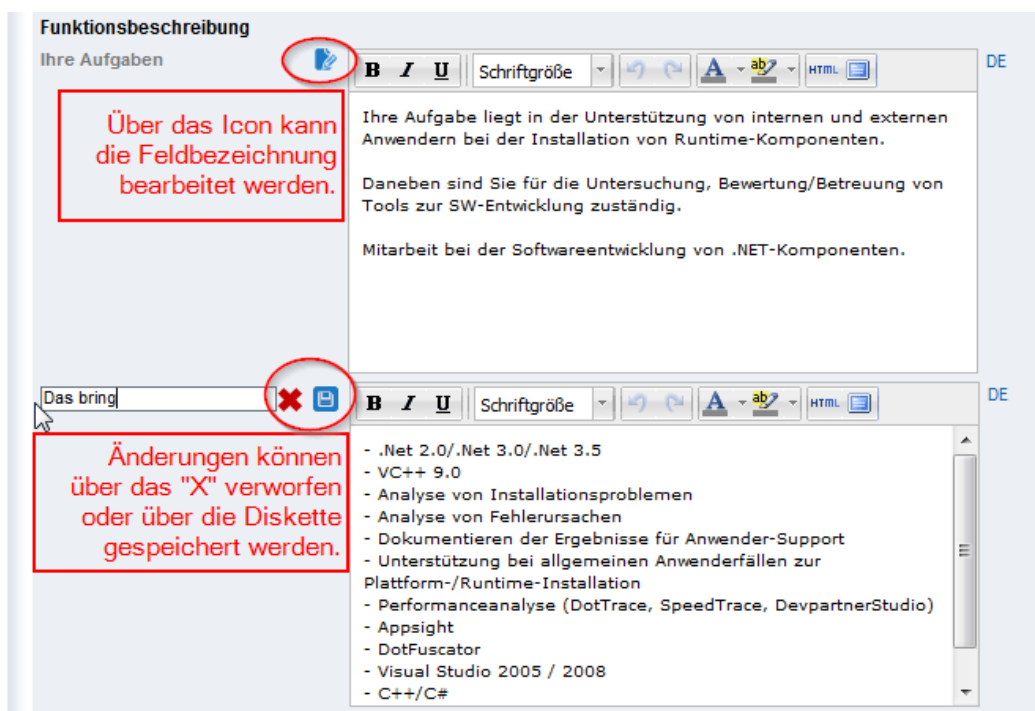 Funktionsbeschreibung
Ihre Aufgaben
B I U Schriftgröße A ab HTML
DE
Über das Icon kann
die Feldbezeichnung
bearbeitet werden.
Ihre Aufgabe liegt in der Unterstützung von internen und externen
Anwendern bei der Installation von Runtime-Komponenten.
Daneben sind Sie für die Untersuchung, Bewertung/Betreuung von
Tools zur SW-Entwicklung zuständig.
Mitarbeit bei der Softwareentwicklung von .NET-Komponenten.
Das bring
B I U Schriftgröße A ab HTML
DE
Änderungen können
über das "X" verworfen
oder über die Diskette
gespeichert werden.
- .Net 2.0/.Net 3.0/.Net 3.5
- VC++ 9.0
- Analyse von Installationsproblemen
- Analyse von Fehlerursachen
- Dokumentieren der Ergebnisse für Anwender-Support
- Unterstützung bei allgemeinen Anwenderfällen zur
Plattform-/Runtime-Installation
- Performanceanalyse (DotTrace, SpeedTrace, DevpartnerStudio)
- Appsight
- DotFuscator
- Visual Studio 2005 / 2008
- C++/C#